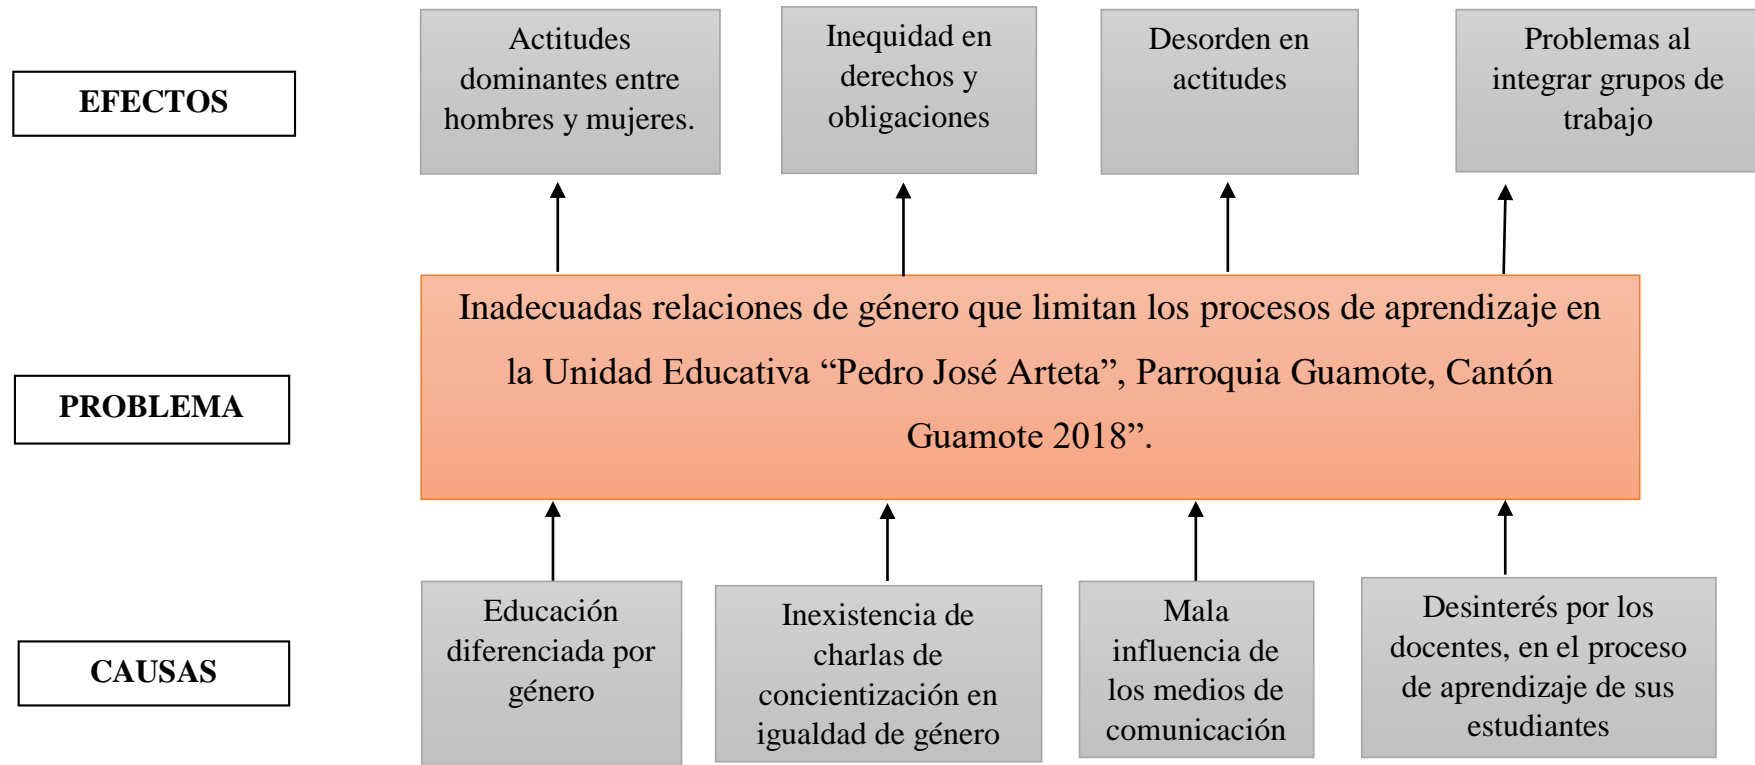 EFECTOS
Actitudes
dominantes entre
hombres y mujeres.
Inequidad en
derechos y
obligaciones
Desorden en
actitudes
Problemas al
integrar grupos de
trabajo
PROBLEMA
Inadecuadas relaciones de género que limitan los procesos de aprendizaje en
la Unidad Educativa “Pedro José Arteta”, Parroquia Guamote, Cantón
Guamote 2018”.
CAUSAS
Educación
diferenciada por
género
Inexistencia de
charlas de
concientización en
igualdad de género
Mala
influencia de
los medios de
comunicación
Desinterés por los
docentes, en el proceso
de aprendizaje de sus
estudiantes